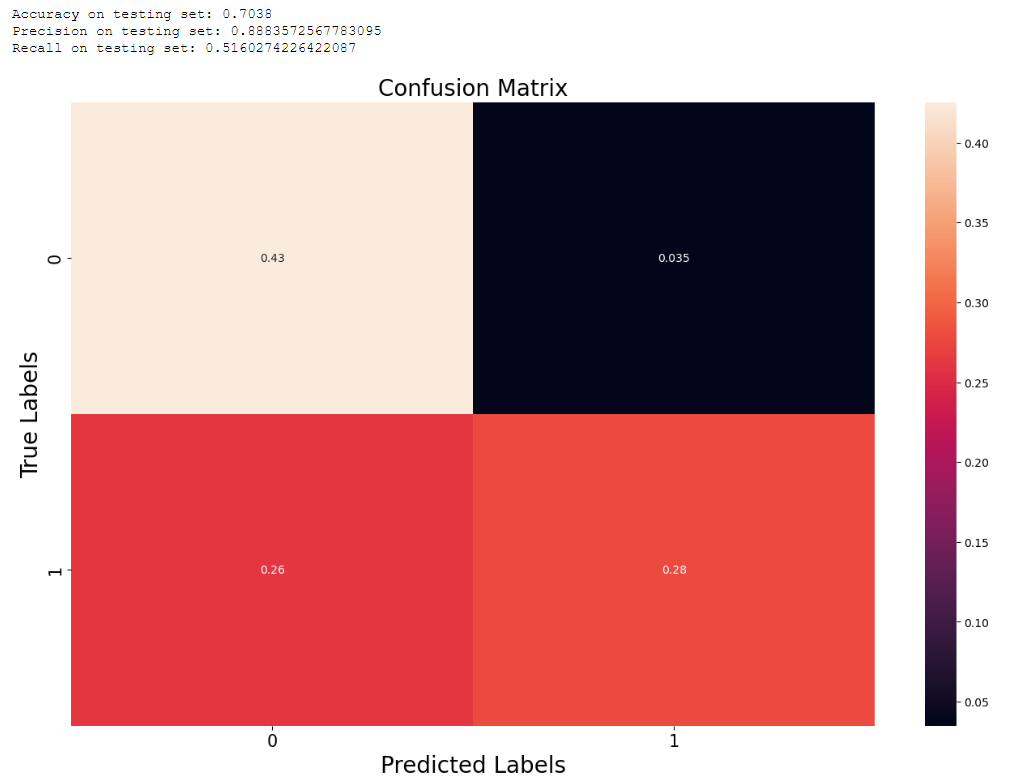 Accuracy on testing set: 0.7038
Precision on testing set: 0.8883572567783095
Recall on testing set: 0.5160274226422087
Confusion Matrix
0.43
0.035
0.26
0.28
0
1
True Labels
0
1
Predicted Labels
0.40
0.35
0.30
0.25
0.20
0.15
0.10
0.05